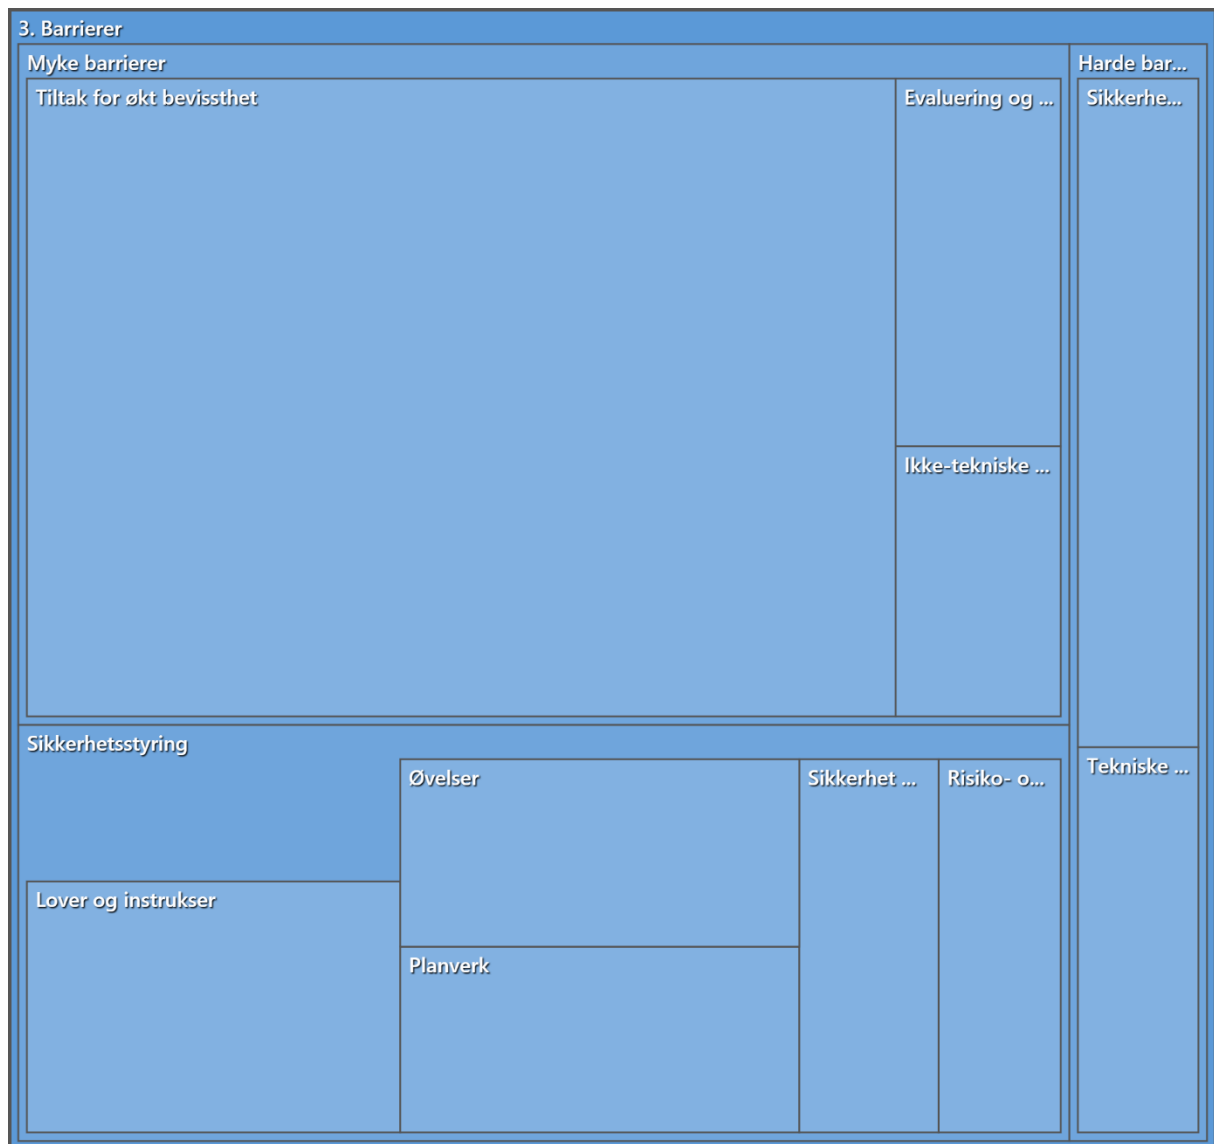 3. Barrierer
Myke barrierer
Harde bar...
Tiltak for økt bevissthet
Evaluering og ...
Sikkerhe...
Ikke-tekniske ...
Sikkerhetsstyring
Tekniske ...
Øvelser
Sikkerhet ...
Risiko- o...
Lover og instrukser
Planverk